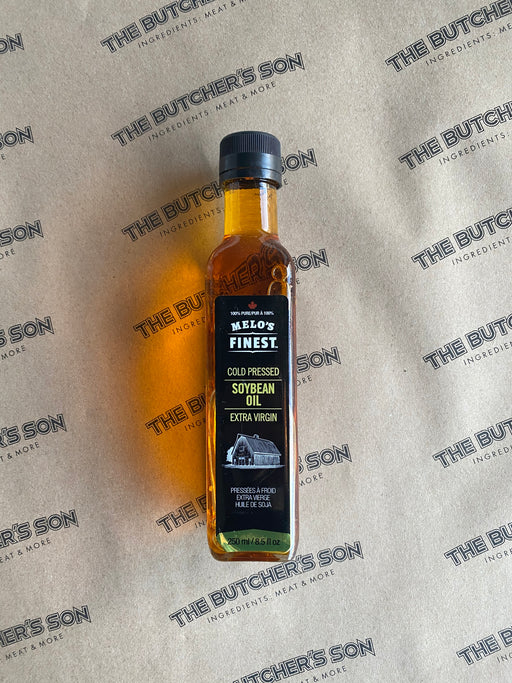 THE BUTCHER'S SON
INGREDIENTS, MEAT & MORE
100% PURE/PUR À 100%
MELO'S
FINEST
COLD PRESSED
SOYBEAN
OIL
EXTRA VIRGIN
PRESSÉES À FROID
EXTRA VIERGE
HUILE DE SOJA
250 ml / 8.5 fl oz